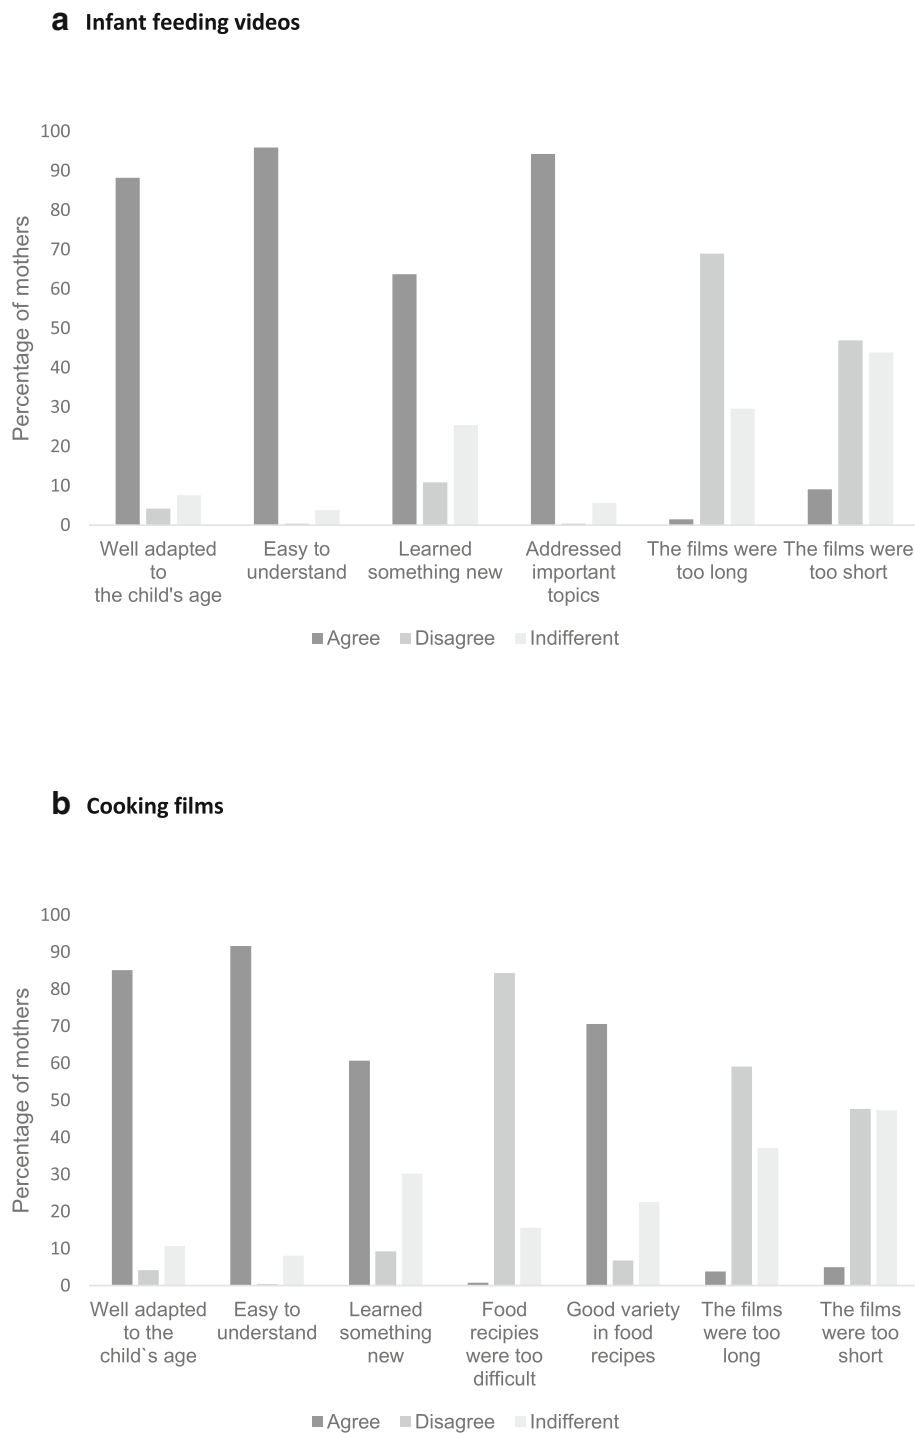 a Infant feeding videos
Percentage of mothers
100
90
80
70
60
50
40
30
20
10
0
Well adapted
to
the child's age
Easy to
understand
Learned
something new
Addressed
important
topics
The films were
too long
The films were
too short
Agree Disagree Indifferent
b Cooking films
Percentage of mothers
100
90
80
70
60
50
40
30
20
10
0
Well adapted
to the
child`s age
Easy to
understand
Learned
something
new
Food
recipies
were too
difficult
Good variety
in food
recipes
The films
were too
long
The films
were too
short
Agree Disagree Indifferent